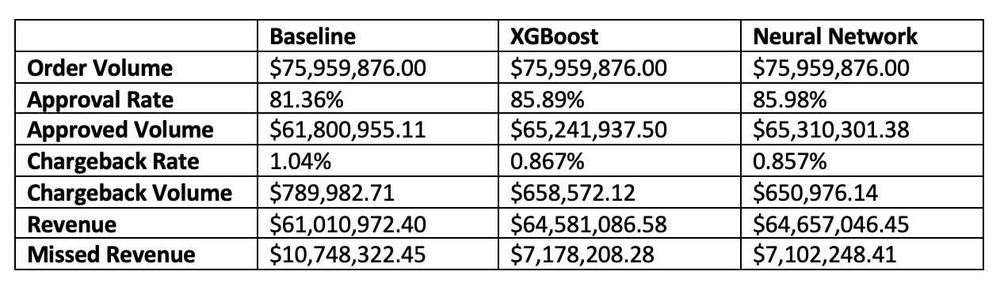 Baseline XGBoost Neural Network
Order Volume $75,959,876.00 $75,959,876.00 $75,959,876.00
Approval Rate 81.36% 85.89% 85.98%
Approved Volume $61,800,955.11 $65,241,937.50 $65,310,301.38
Chargeback Rate 1.04% 0.867% 0.857%
Chargeback Volume $789,982.71 $658,572.12 $650,976.14
Revenue $61,010,972.40 $64,581,086.58 $64,657,046.45
Missed Revenue $10,748,322.45 $7,178,208.28 $7,102,248.41